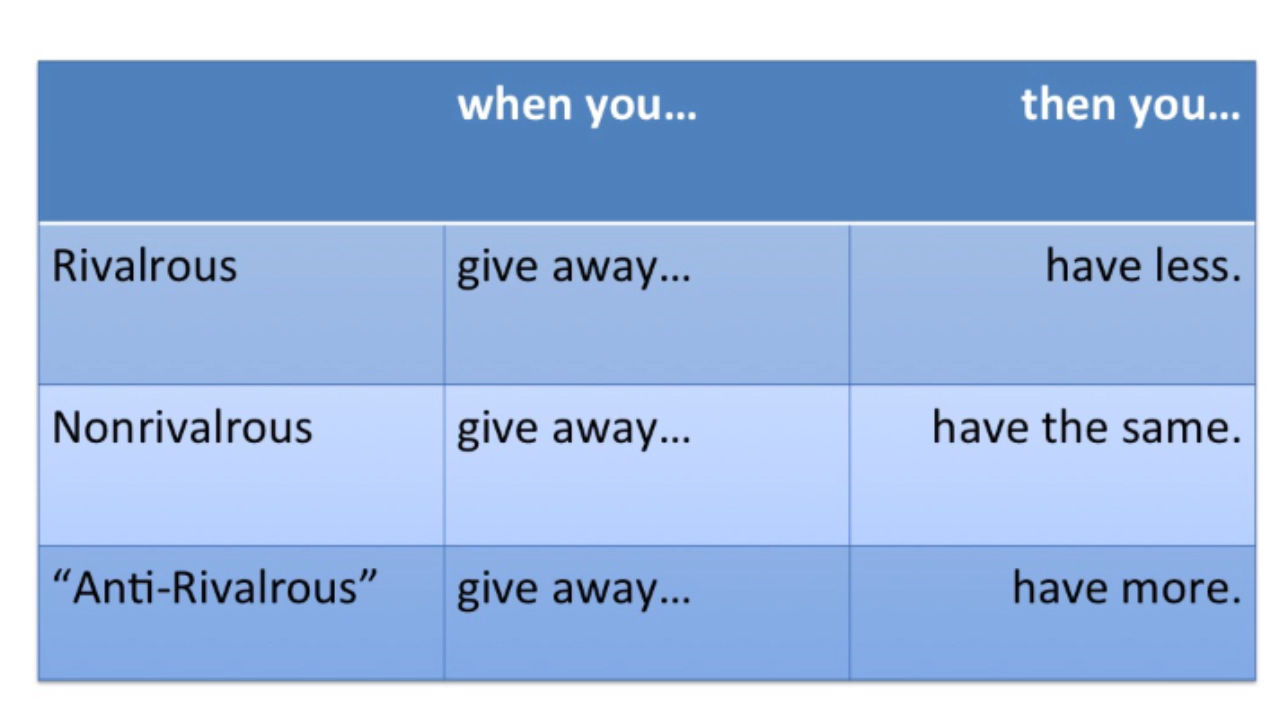 when you… then you…
Rivalrous give away… have less.
Nonrivalrous give away… have the same.
“Anti-Rivalrous” give away… have more.